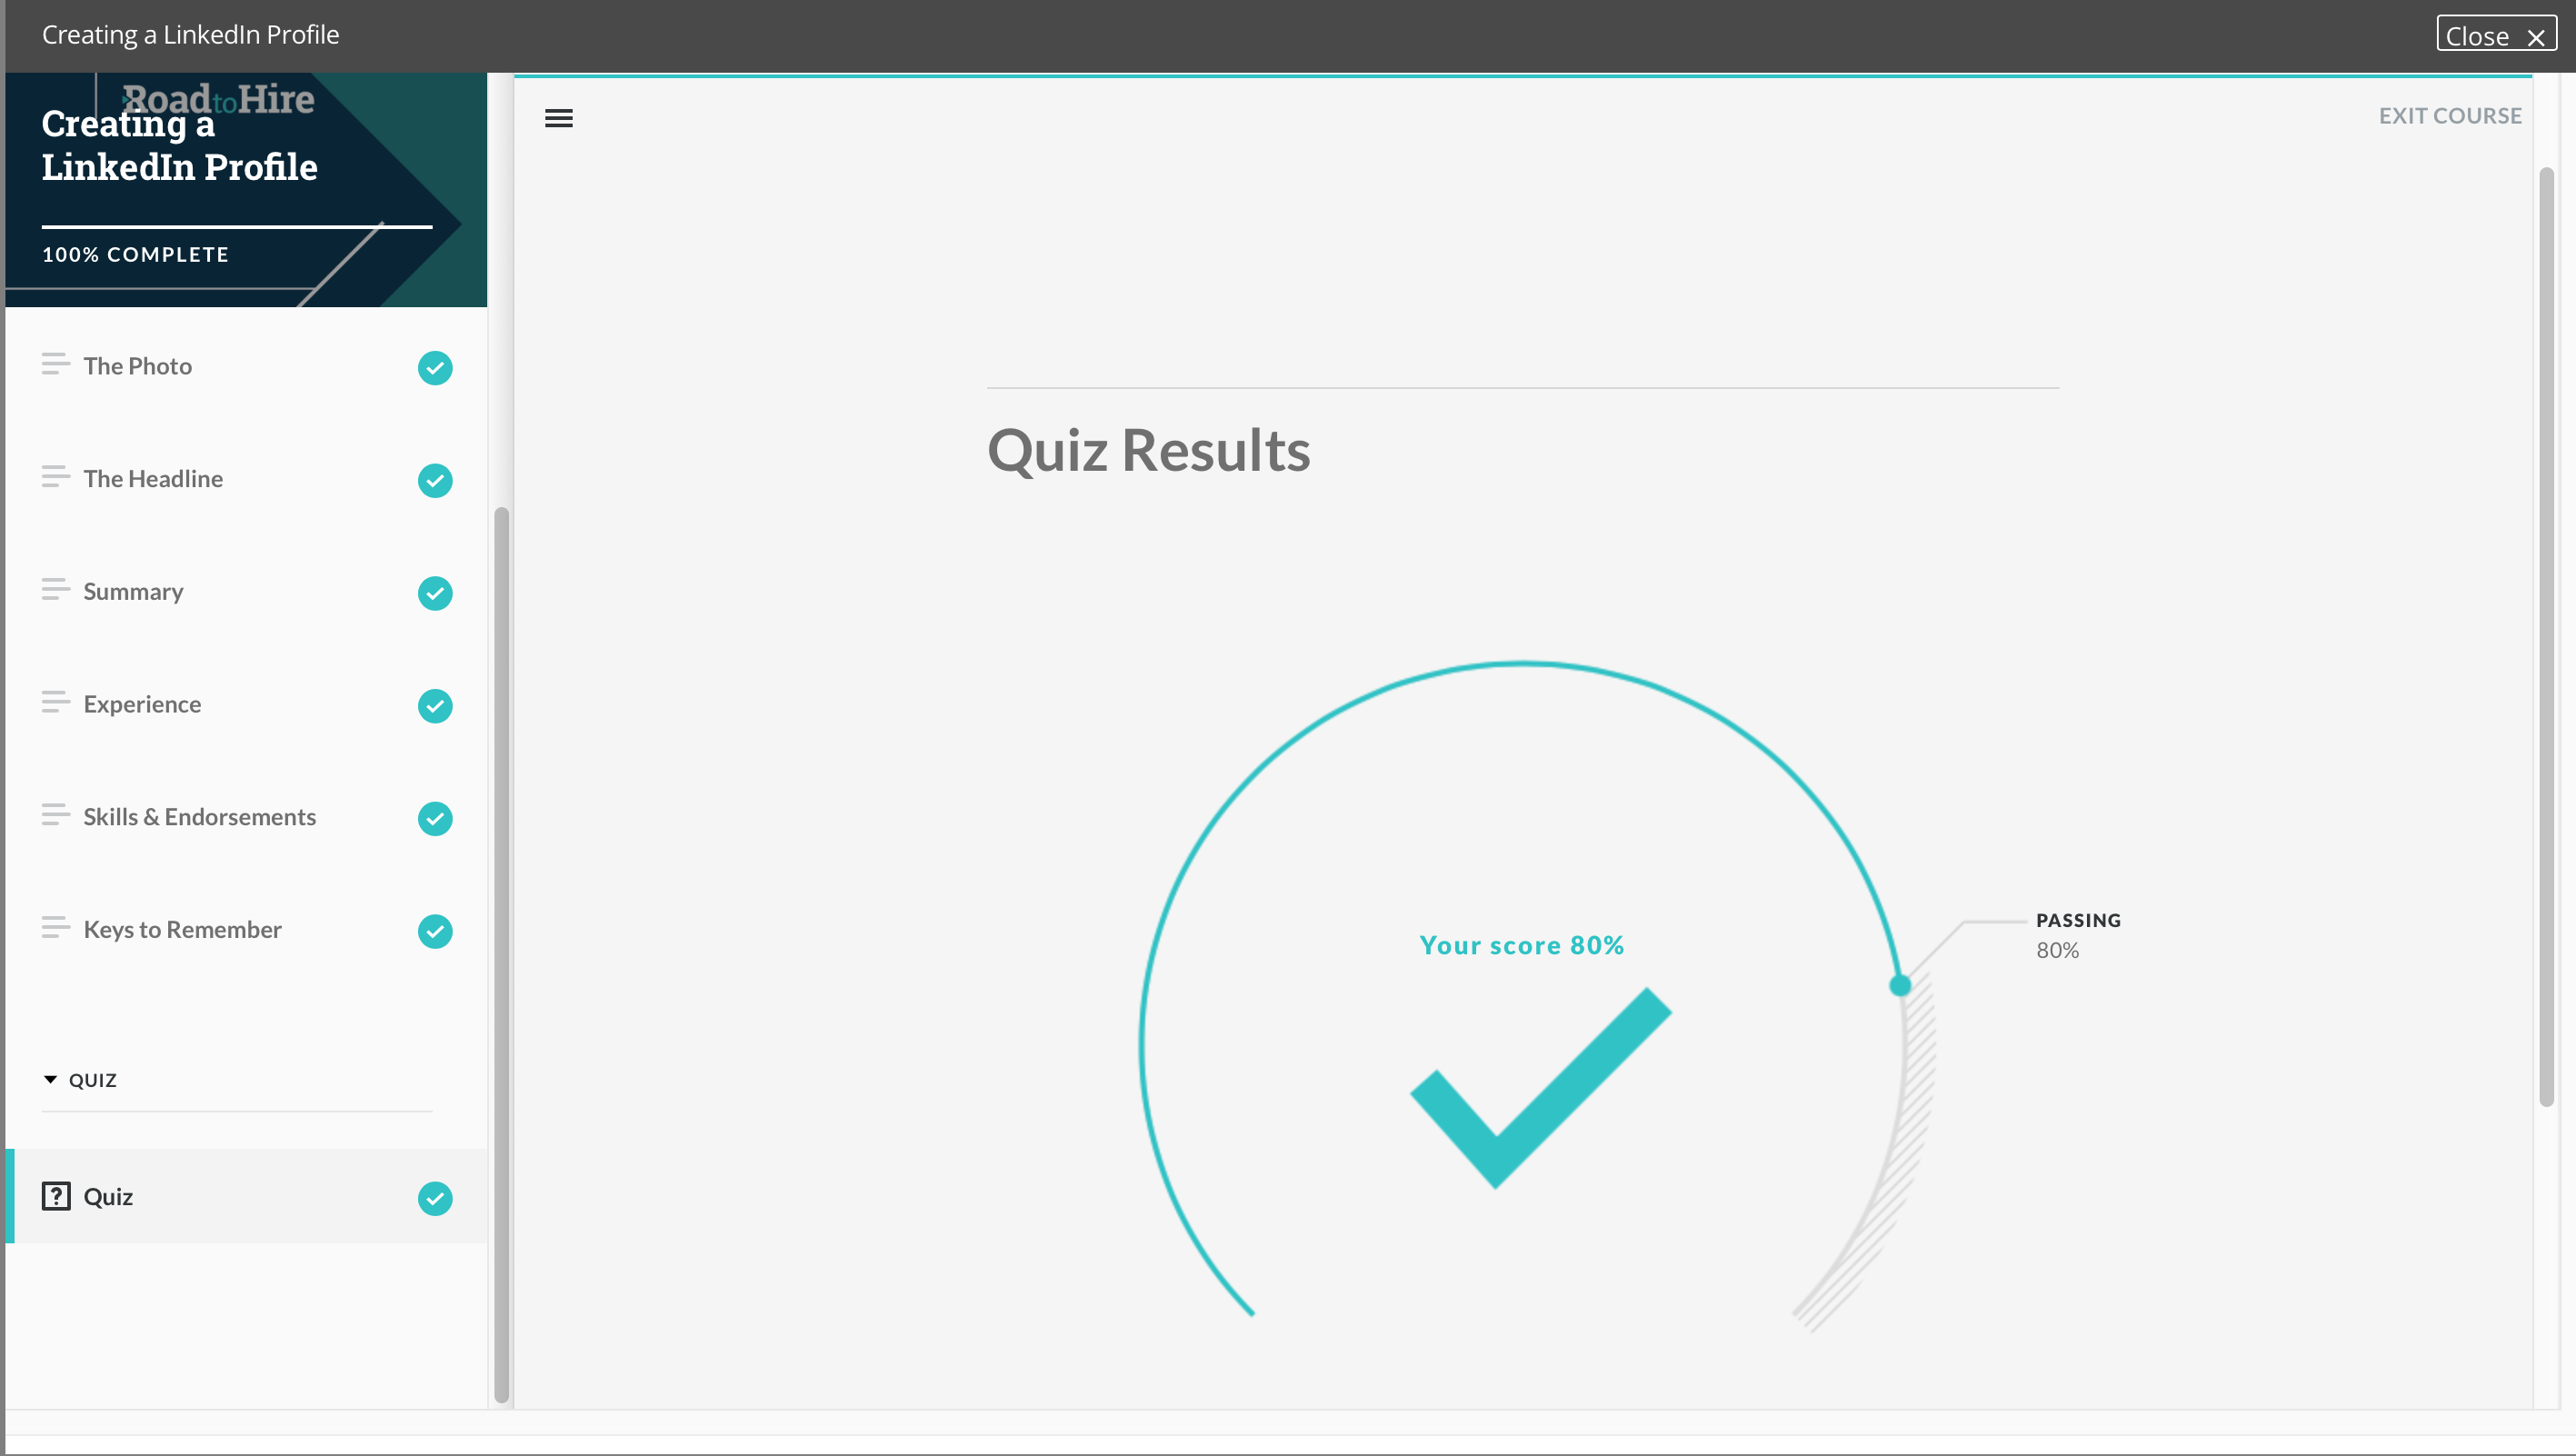 Creating a LinkedIn Profile
Close
RoadtoHire
Creating a
LinkedIn Profile
100% COMPLETE
The Photo
The Headline
Summary
Experience
Skills & Endorsements
Keys to Remember
QUIZ
? Quiz
EXIT COURSE
Quiz Results
Your score 80%
PASSING
80%